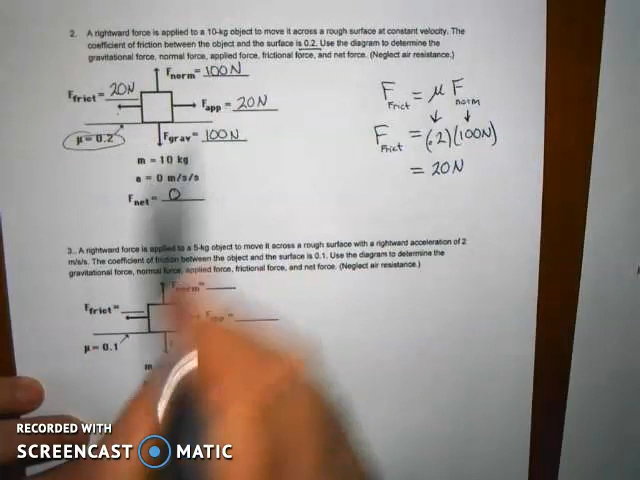 2. A rightward force is applied to a 10-kg object to move it across a rough surface at constant velocity. The
coefficient of friction between the object and the surface is 0.2. Use the diagram to determine the
gravitational force, normal force, applied force, frictional force, and net force. (Neglect air resistance.)
Fnorm= 100N
Ffrict= 20N
Fapp = 20N
μ = 0.2
Fgrav= 100N
m = 10 kg
a = 0 m/s/s
Fnet = 0
F Frict = μ F norm
F Frict = (.2)(100N)
= 20N
3. A rightward force is applied to a 5-kg object to move it across a rough surface with a rightward acceleration of 2
m/s/s. The coefficient of friction between the object and the surface is 0.1. Use the diagram to determine the
gravitational force, normal force, applied force, frictional force, and net force. (Neglect air resistance.)
Fnorm=
Ffrict=
Fapp =
μ = 0.1
m
RECORDED WITH
SCREENCAST MATIC